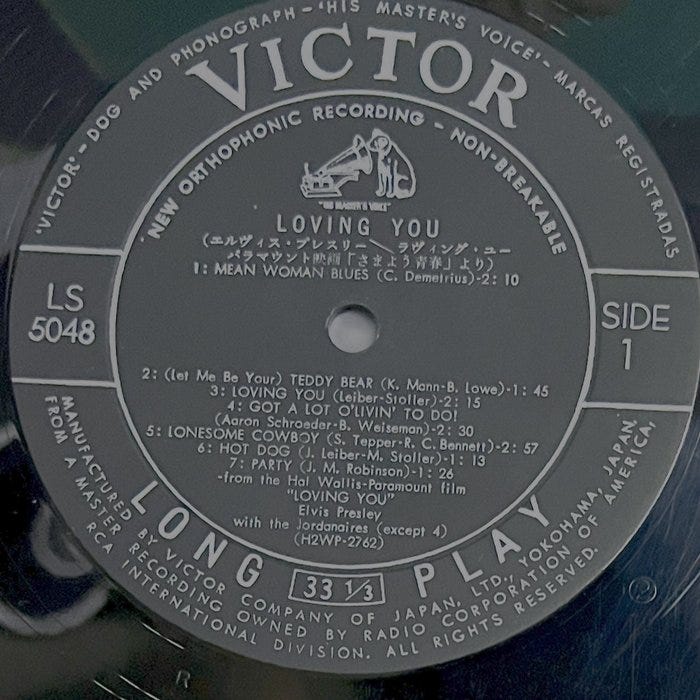 'VICTOR' - DOG AND PHONOGRAPH - 'HIS MASTER'S VOICE' - MARCAS REGISTRADAS
VICTOR
NEW ORTHOPHONIC RECORDING - NON-BREAKABLE
"HIS MASTER'S VOICE"
LOVING YOU
(エルヴィス・プレスリー/ラヴィング・ユー
パラマウント映画「さまよう青春」より)
1: MEAN WOMAN BLUES (C. Demetrius)-2: 10
LS
5048
SIDE
1
2: (Let Me Be Your) TEDDY BEAR (K. Mann-B. Lowe)-1: 45
3: LOVING YOU (Leiber-Stoller)-2: 15
4: GOT A LOT O'LIVIN' TO DO!
(Aaron Schroeder-B. Weiseman)-2: 30
5: LONESOME COWBOY (S. Tepper-R. C. Bennett)-2: 57
6: HOT DOG (J. Leiber-M. Stoller)-1: 13
7: PARTY (J. M. Robinson)-1: 26
-from the Hal Wallis-Paramount film
"LOVING YOU"
Elvis Presley
with the Jordanaires (except 4)
(H2WP-2762)
LONG 33 1/3 PLAY
MANUFACTURED BY VICTOR COMPANY OF JAPAN, LTD., YOKOHAMA, JAPAN,
FROM A MASTER RECORDING OWNED BY RADIO CORPORATION OF AMERICA,
RCA INTERNATIONAL DIVISION. ALL RIGHTS RESERVED.
R